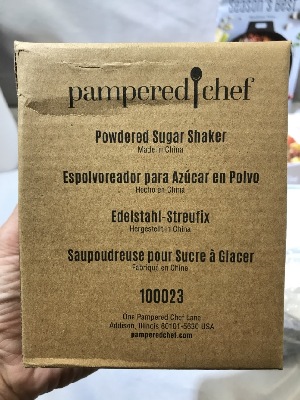 SEASON'S BEST
pampered chef
Powdered Sugar Shaker
Made in China
Espolvoreador para Azúcar en Polvo
Hecho en China
Edelstahl-Streufix
Hergestellt in China
Saupoudreuse pour Sucre à Glacer
Fabriqué en Chine
100023
One Pampered Chef Lane
Addison, Illinois 60101-5630 USA
pamperedchef.com